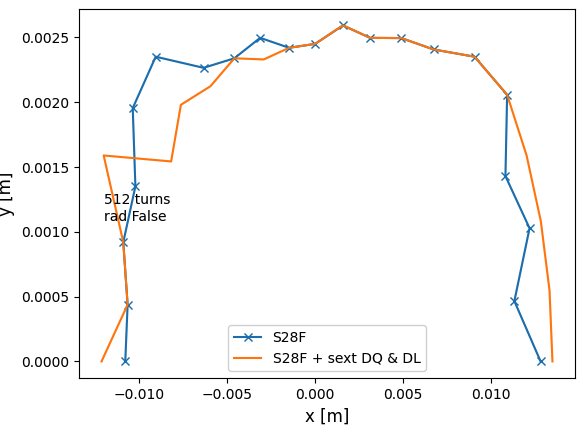 0.0025
0.0020
0.0015
0.0010
0.0005
0.0000
y [m]
512 turns
rad False
S28F
S28F + sext DQ & DL
−0.010
−0.005
0.000
0.005
0.010
x [m]